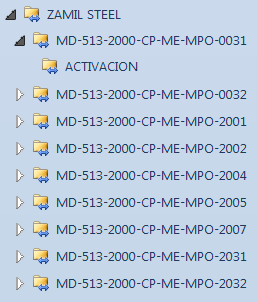 ZAMIL STEEL
MD-513-2000-CP-ME-MPO-0031
ACTIVACION
MD-513-2000-CP-ME-MPO-0032
MD-513-2000-CP-ME-MPO-2001
MD-513-2000-CP-ME-MPO-2002
MD-513-2000-CP-ME-MPO-2004
MD-513-2000-CP-ME-MPO-2005
MD-513-2000-CP-ME-MPO-2007
MD-513-2000-CP-ME-MPO-2031
MD-513-2000-CP-ME-MPO-2032